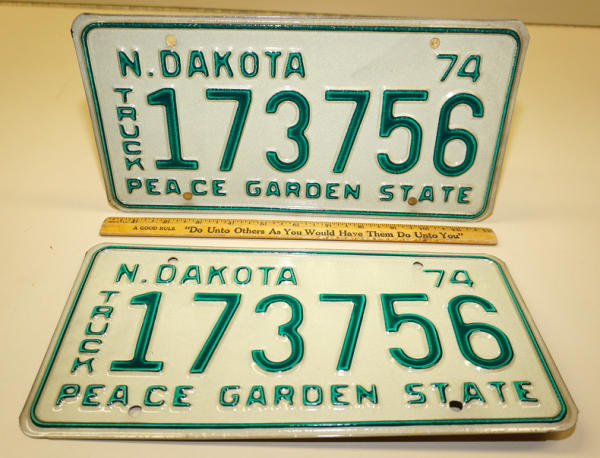 N. DAKOTA 74
TRUCK
173756
PEACE GARDEN STATE
A GOOD RULE "Do Unto Others As You Would Have Them Do Unto You"
N. DAKOTA 74
TRUCK
173756
PEACE GARDEN STATE